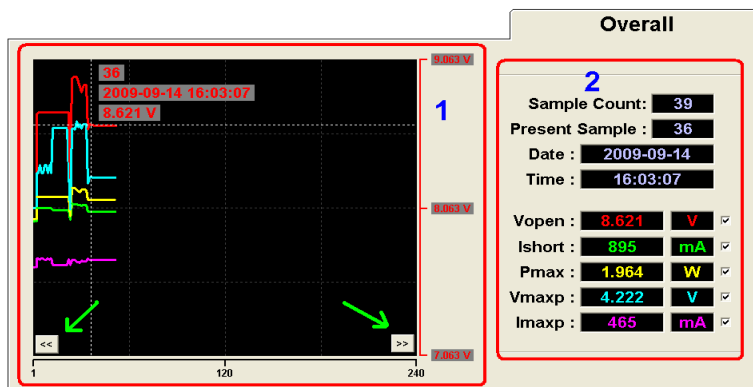 Overall
36
2009-09-14 16:03:07
8.621 V
9.063 V
8.063 V
7.063 V
1
<<
>>
1
120
240
2
Sample Count: 39
Present Sample : 36
Date : 2009-09-14
Time : 16:03:07
Vopen : 8.621 V
Ishort : 895 mA
Pmax : 1.964 W
Vmaxp : 4.222 V
Imaxp : 465 mA